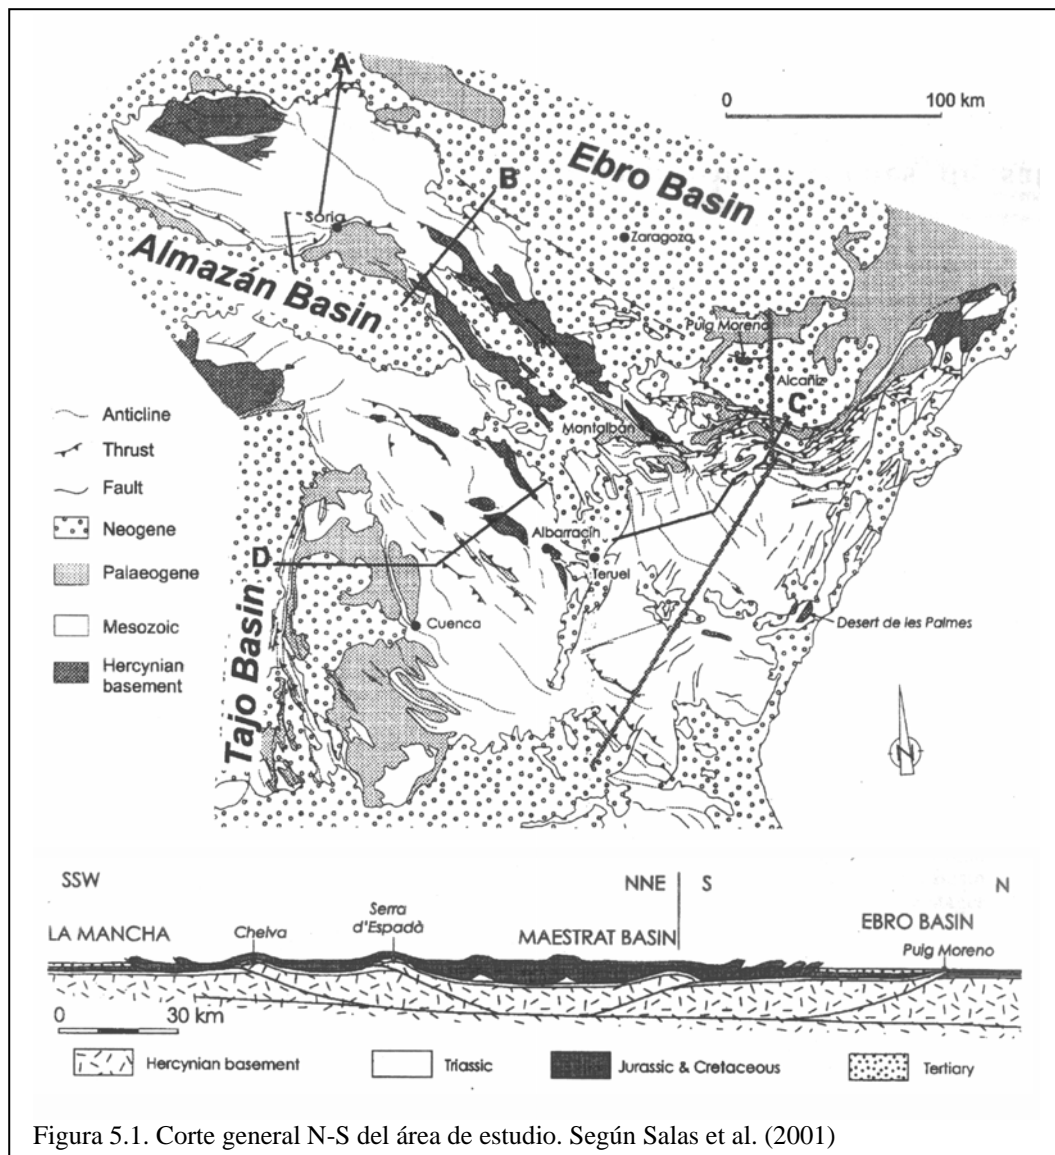 A
0 100 km
Ebro Basin
B
Soria
Zaragoza
Almazán Basin
Puig Moreno
Alcañiz
C
Montalbán
Anticline
Thrust
Fault
Neogene
Palaeogene
Mesozoic
Hercynian
basement
D
Albarracín
Teruel
Cuenca
Desert de les Palmes
Tajo Basin
N
SSW NNE S N
LA MANCHA Chelva Serra
d'Espadà MAESTRAT BASIN EBRO BASIN
Puig Moreno
0 30 km
Hercynian basement Triassic Jurassic & Cretaceous Tertiary
Figura 5.1. Corte general N-S del área de estudio. Según Salas et al. (2001)